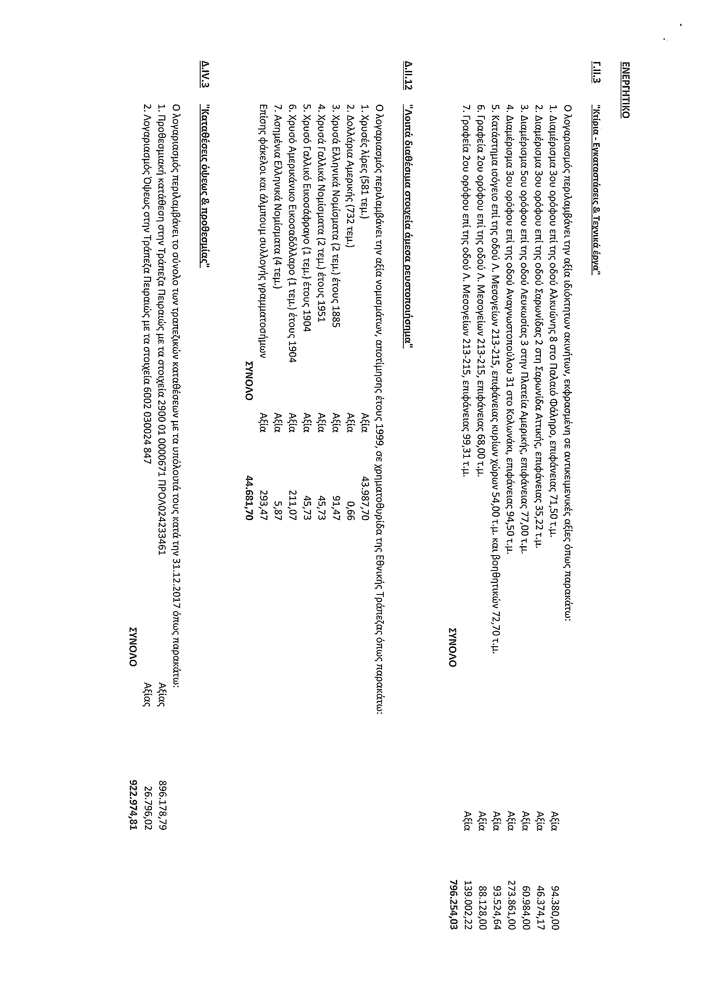 ΕΝΕΡΓΗΤΙΚΟ
Γ.ΙΙ.3 "Κτίρια - Εγκαταστάσεις & Τεχνικά έργα"
Ο λογαριασμός περιλαμβάνει την αξία ιδιόκτητων ακινήτων, εκφρασμένη σε αντικειμενικές αξίες όπως παρακάτω:
1. Διαμέρισμα 3ου ορόφου επί της οδού Αλκυώνης 8 στο Παλαιό Φάληρο, επιφάνειας 71,50 τ.μ. Αξία 94.380,00
2. Διαμέρισμα 3ου ορόφου επί της οδού Σαρωνίδας 2 στη Σαρωνίδα Αττικής, επιφάνειας 35,22 τ.μ. Αξία 46.374,17
3. Διαμέρισμα 5ου ορόφου επί της οδού Λευκωσίας 3 στην Πλατεία Αμερικής, επιφάνειας 77,00 τ.μ. Αξία 60.984,00
4. Διαμέρισμα 3ου ορόφου επί της οδού Αναγνωστοπούλου 31 στο Κολωνάκι, επιφάνειας 94,50 τ.μ. Αξία 273.861,00
5. Κατάστημα ισόγειο επί της οδού Λ. Μεσογείων 213-215, επιφάνειας κυρίων χώρων 54,00 τ.μ. και βοηθητικών 72,70 τ.μ. Αξία 93.524,64
6. Γραφεία 2ου ορόφου επί της οδού Λ. Μεσογείων 213-215, επιφάνειας 68,00 τ.μ. Αξία 88.128,00
7. Γραφεία 2ου ορόφου επί της οδού Λ. Μεσογείων 213-215, επιφάνειας 99,31 τ.μ. Αξία 139.002,22
ΣΥΝΟΛΟ 796.254,03
Δ.ΙΙ.12 "Λοιπά διαθέσιμα στοιχεία άμεσα ρευστοποιήσημα"
Ο λογαριασμός περιλαμβάνει την αξία νομισμάτων, αποτίμησης έτους 1999, σε χρηματοθυρίδα της Εθνικής Τράπεζας όπως παρακάτω:
1. Χρυσές λίρες (581 τεμ.) Αξία 43.987,70
2. Δολλάρια Αμερικής (732 τεμ.) Αξία 0,66
3. Χρυσά Ελληνικά Νομίσματα (2 τεμ.) έτους 1885 Αξία 91,47
4. Χρυσά Γαλλικά Νομίσματα (2 τεμ.) έτους 1951 Αξία 45,73
5. Χρυσό Γαλλικό Εικοσάφραγο (1 τεμ.) έτους 1904 Αξία 45,73
6. Χρυσό Αμερικάνικο Εικοσαδόλλαρο (1 τεμ.) έτους 1904 Αξία 211,07
7. Ασημένια Ελληνικά Νομίσματα (4 τεμ.) Αξία 5,87
Επίσης φάκελοι και άλμπουμ συλλογής γραμματοσήμων Αξία 293,47
ΣΥΝΟΛΟ 44.681,70
Δ.IV.3 "Καταθέσεις όψεως & προθεσμίας"
Ο λογαριασμός περιλαμβάνει το σύνολο των τραπεζικών καταθέσεων με τα υπόλοιπά τους κατά την 31.12.2017 όπως παρακάτω:
1. Προθεσμιακή κατάθεση στην Τράπεζα Πειραιώς με τα στοιχεία 2900 01 0000671 ΠΡΟΛ024233461 Αξίας 896.178,79
2. Λογαριασμός Όψεως στην Τράπεζα Πειραιώς με τα στοιχεία 6002 030024 847 Αξίας 26.796,02
ΣΥΝΟΛΟ 922.974,81